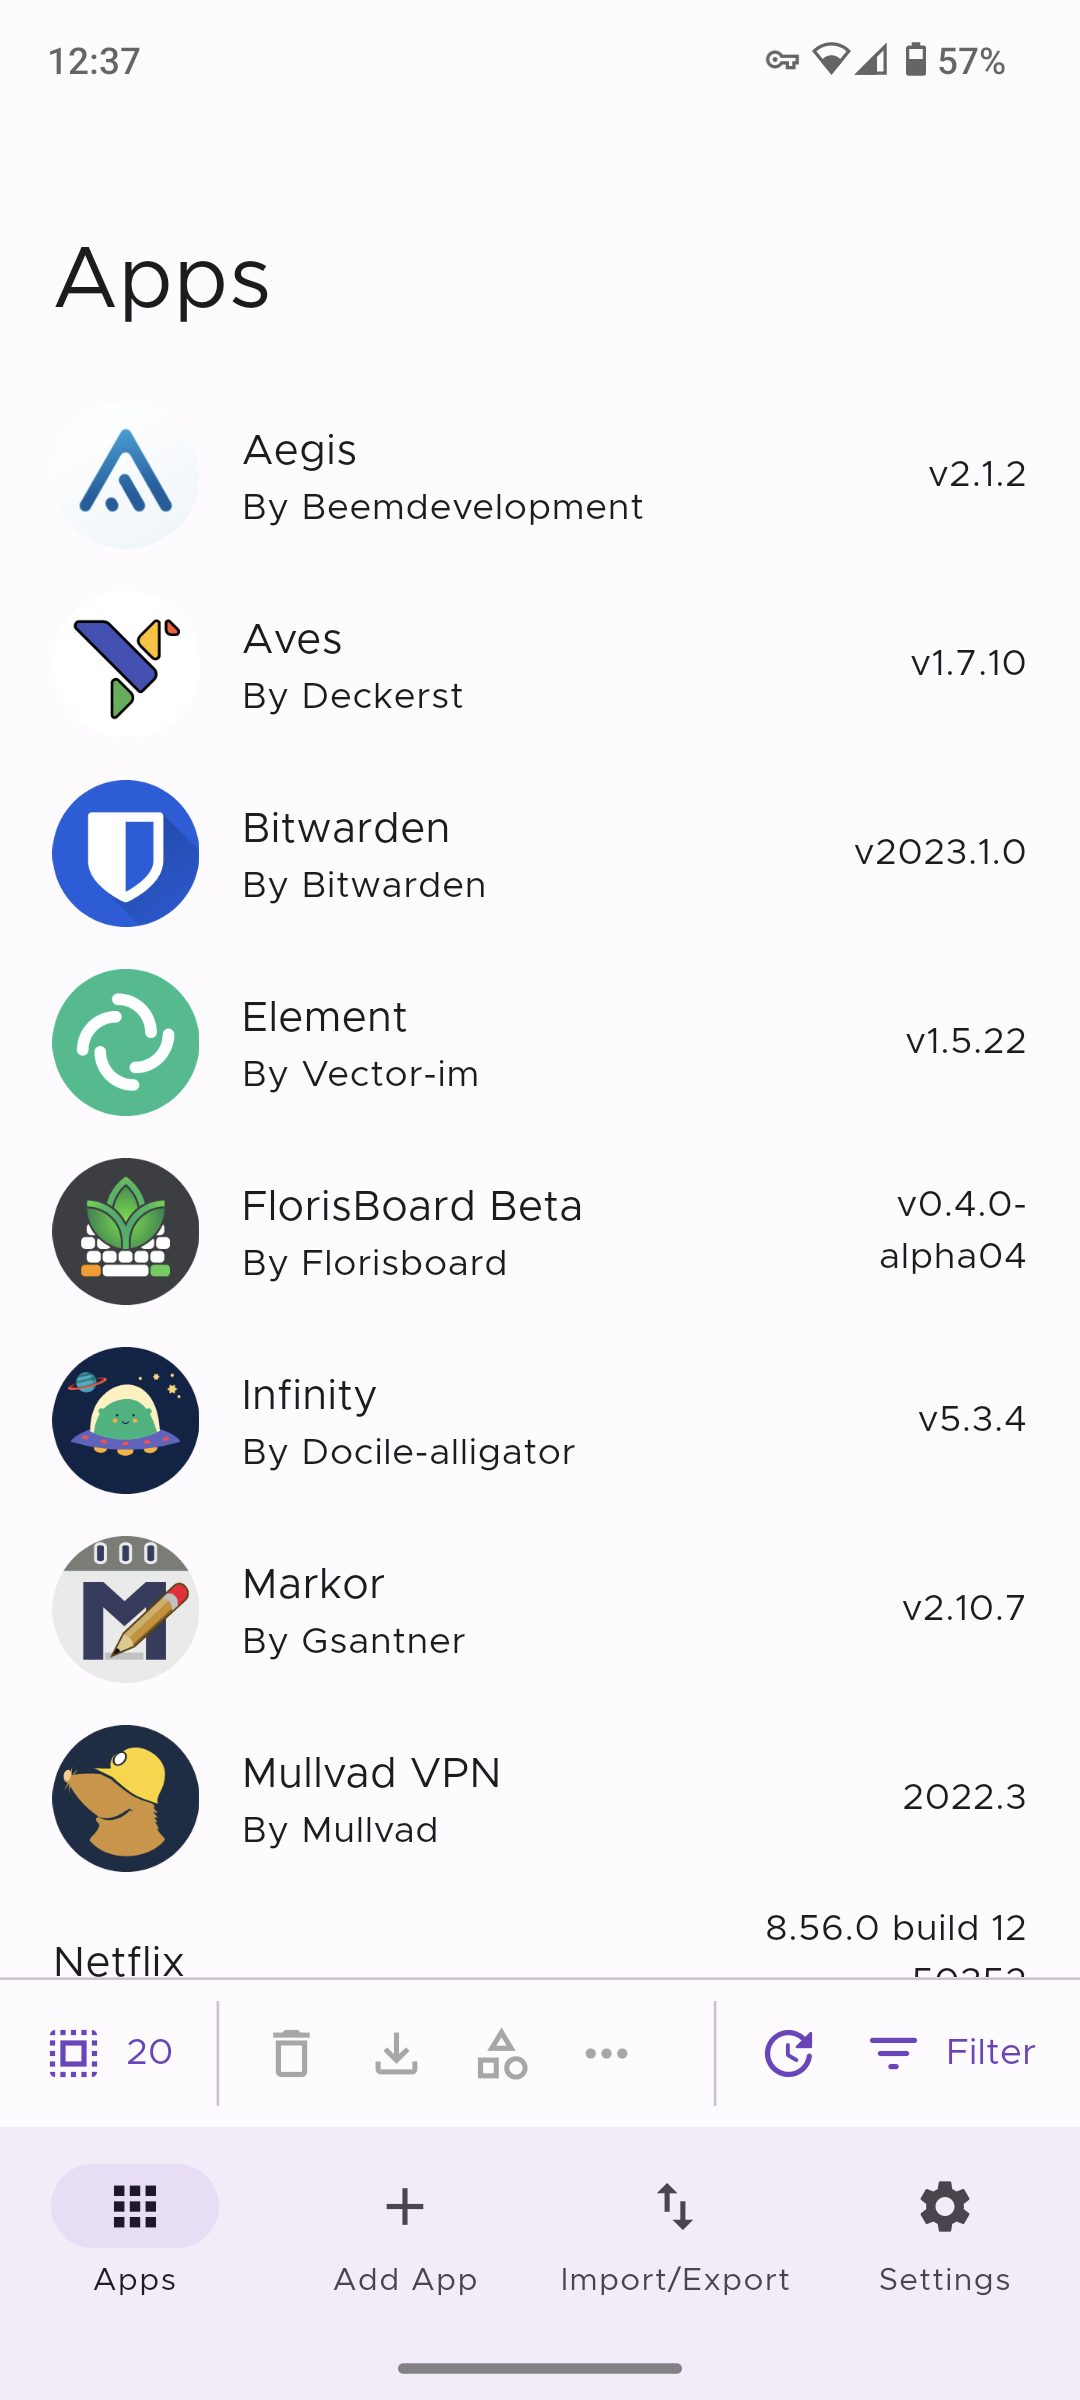 12:37
57%
Apps
Aegis
By Beemdevelopment
v2.1.2
Aves
By Deckerst
v1.7.10
Bitwarden
By Bitwarden
v2023.1.0
Element
By Vector-im
v1.5.22
FlorisBoard Beta
By Florisboard
v0.4.0-
alpha04
Infinity
By Docile-alligator
v5.3.4
Markor
By Gsantner
v2.10.7
Mullvad VPN
By Mullvad
2022.3
Netflix
8.56.0 build 12
20
Filter
Apps
Add App
Import/Export
Settings